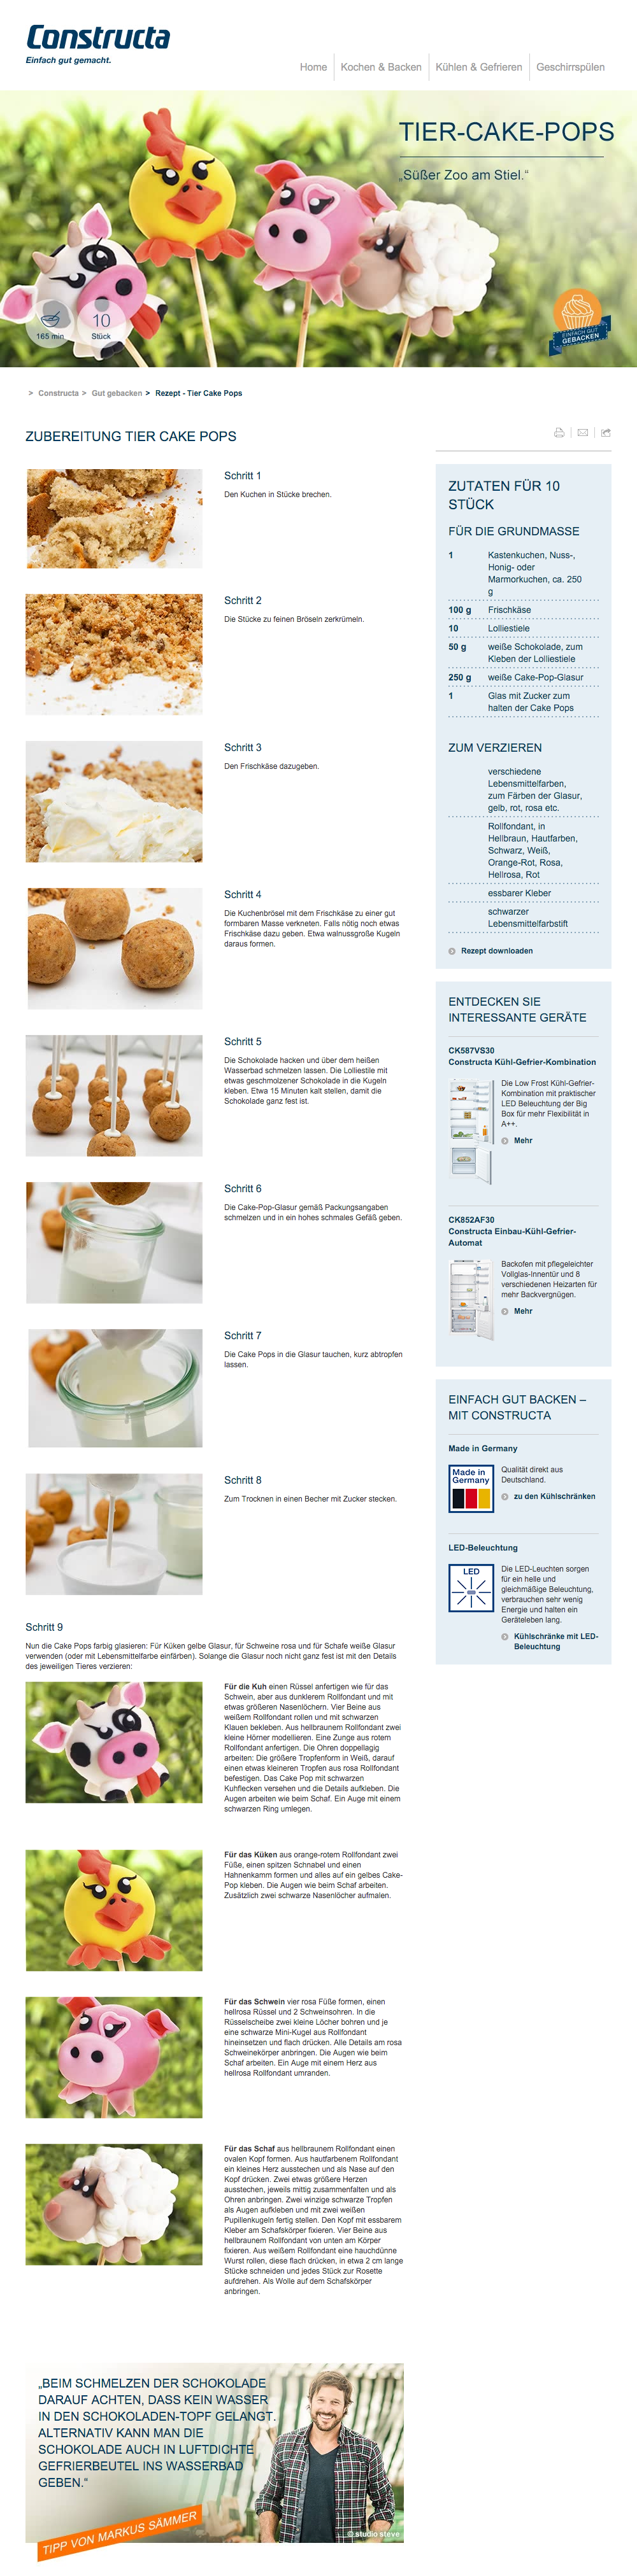 Constructa
Einfach gut gemacht.
Home
Kochen & Backen
Kühlen & Gefrieren
Geschirrspülen
TIER-CAKE-POPS
„Süßer Zoo am Stiel.“
165 min
10
Stück
EINFACH GUT
GEBACKEN
> Constructa > Gut gebacken > Rezept - Tier Cake Pops
ZUBEREITUNG TIER CAKE POPS
Schritt 1
Den Kuchen in Stücke brechen.
Schritt 2
Die Stücke zu feinen Bröseln zerkrümeln.
Schritt 3
Den Frischkäse dazugeben.
Schritt 4
Die Kuchenbrösel mit dem Frischkäse zu einer gut
formbaren Masse verkneten. Falls nötig noch etwas
Frischkäse dazu geben. Etwa walnussgroße Kugeln
daraus formen.
Schritt 5
Die Schokolade hacken und über dem heißen
Wasserbad schmelzen lassen. Die Lolliestile mit
etwas geschmolzener Schokolade in die Kugeln
kleben. Etwa 15 Minuten kalt stellen, damit die
Schokolade ganz fest ist.
Schritt 6
Die Cake-Pop-Glasur gemäß Packungsangaben
schmelzen und in ein hohes schmales Gefäß geben.
Schritt 7
Die Cake Pops in die Glasur tauchen, kurz abtropfen
lassen.
Schritt 8
Zum Trocknen in einen Becher mit Zucker stecken.
Schritt 9
Nun die Cake Pops farbig glasieren: Für Küken gelbe Glasur, für Schweine rosa und für Schafe weiße Glasur
verwenden (oder mit Lebensmittelfarbe einfärben). Solange die Glasur noch nicht ganz fest ist mit den Details
des jeweiligen Tieres verzieren:
Für die Kuh einen Rüssel anfertigen wie für das
Schwein, aber aus dunklerem Rollfondant und mit
etwas größeren Nasenlöchern. Vier Beine aus
weißem Rollfondant rollen und mit schwarzen
Klauen bekleben. Aus hellbraunem Rollfondant zwei
kleine Hörner modellieren. Eine Zunge aus rotem
Rollfondant anfertigen. Die Ohren doppellagig
arbeiten: Die größere Tropfenform in Weiß, darauf
einen etwas kleineren Tropfen aus rosa Rollfondant
befestigen. Das Cake Pop mit schwarzen
Kuhflecken versehen und die Details aufkleben. Die
Augen arbeiten wie beim Schaf. Ein Auge mit einem
schwarzen Ring umlegen.
Für das Küken aus orange-rotem Rollfondant zwei
Füße, einen spitzen Schnabel und einen
Hahnenkamm formen und alles auf ein gelbes Cake-
Pop kleben. Die Augen wie beim Schaf arbeiten.
Zusätzlich zwei schwarze Nasenlöcher aufmalen.
Für das Schwein vier rosa Füße formen, einen
hellrosa Rüssel und 2 Schweinsohren. In die
Rüsselscheibe zwei kleine Löcher bohren und je
eine schwarze Mini-Kugel aus Rollfondant
hineinsetzen und flach drücken. Alle Details am rosa
Schweinekörper anbringen. Die Augen wie beim
Schaf arbeiten. Ein Auge mit einem Herz aus
hellrosa Rollfondant umranden.
Für das Schaf aus hellbraunem Rollfondant einen
ovalen Kopf formen. Aus hautfarbenem Rollfondant
ein kleines Herz ausstechen und als Nase auf den
Kopf drücken. Zwei etwas größere Herzen
ausstechen, jeweils mittig zusammenfalten und als
Ohren anbringen. Zwei winzige schwarze Tropfen
als Augen aufkleben und mit zwei weißen
Pupillenkugeln fertig stellen. Den Kopf mit essbarem
Kleber am Schafskörper fixieren. Vier Beine aus
hellbraunem Rollfondant von unten am Körper
fixieren. Aus weißem Rollfondant eine hauchdünne
Wurst rollen, diese flach drücken, in etwa 2 cm lange
Stücke schneiden und jedes Stück zur Rosette
aufdrehen. Als Wolle auf dem Schafskörper
anbringen.
„BEIM SCHMELZEN DER SCHOKOLADE
DARAUF ACHTEN, DASS KEIN WASSER
IN DEN SCHOKOLADEN-TOPF GELANGT.
ALTERNATIV KANN MAN DIE
SCHOKOLADE AUCH IN LUFTDICHTE
GEFRIERBEUTEL INS WASSERBAD
GEBEN.“
TIPP VON MARKUS SÄMMER
© studio steve
ZUTATEN FÜR 10
STÜCK
FÜR DIE GRUNDMASSE
1 Kastenkuchen, Nuss-,
Honig- oder
Marmorkuchen, ca. 250
g
100 g Frischkäse
10 Lolliestiele
50 g weiße Schokolade, zum
Kleben der Lolliestiele
250 g weiße Cake-Pop-Glasur
1 Glas mit Zucker zum
halten der Cake Pops
ZUM VERZIEREN
verschiedene
Lebensmittelfarben,
zum Färben der Glasur,
gelb, rot, rosa etc.
Rollfondant, in
Hellbraun, Hautfarben,
Schwarz, Weiß,
Orange-Rot, Rosa,
Hellrosa, Rot
essbarer Kleber
schwarzer
Lebensmittelfarbstift
Rezept downloaden
ENTDECKEN SIE
INTERESSANTE GERÄTE
CK587VS30
Constructa Kühl-Gefrier-Kombination
Die Low Frost Kühl-Gefrier-
Kombination mit praktischer
LED Beleuchtung der Big
Box für mehr Flexibilität in
A++.
Mehr
CK852AF30
Constructa Einbau-Kühl-Gefrier-
Automat
Backofen mit pflegeleichter
Vollglas-Innentür und 8
verschiedenen Heizarten für
mehr Backvergnügen.
Mehr
EINFACH GUT BACKEN –
MIT CONSTRUCTA
Made in Germany
Made in
Germany
Qualität direkt aus
Deutschland.
zu den Kühlschränken
LED-Beleuchtung
LED
Die LED-Leuchten sorgen
für ein helle und
gleichmäßige Beleuchtung,
verbrauchen sehr wenig
Energie und halten ein
Geräteleben lang.
Kühlschränke mit LED-
Beleuchtung